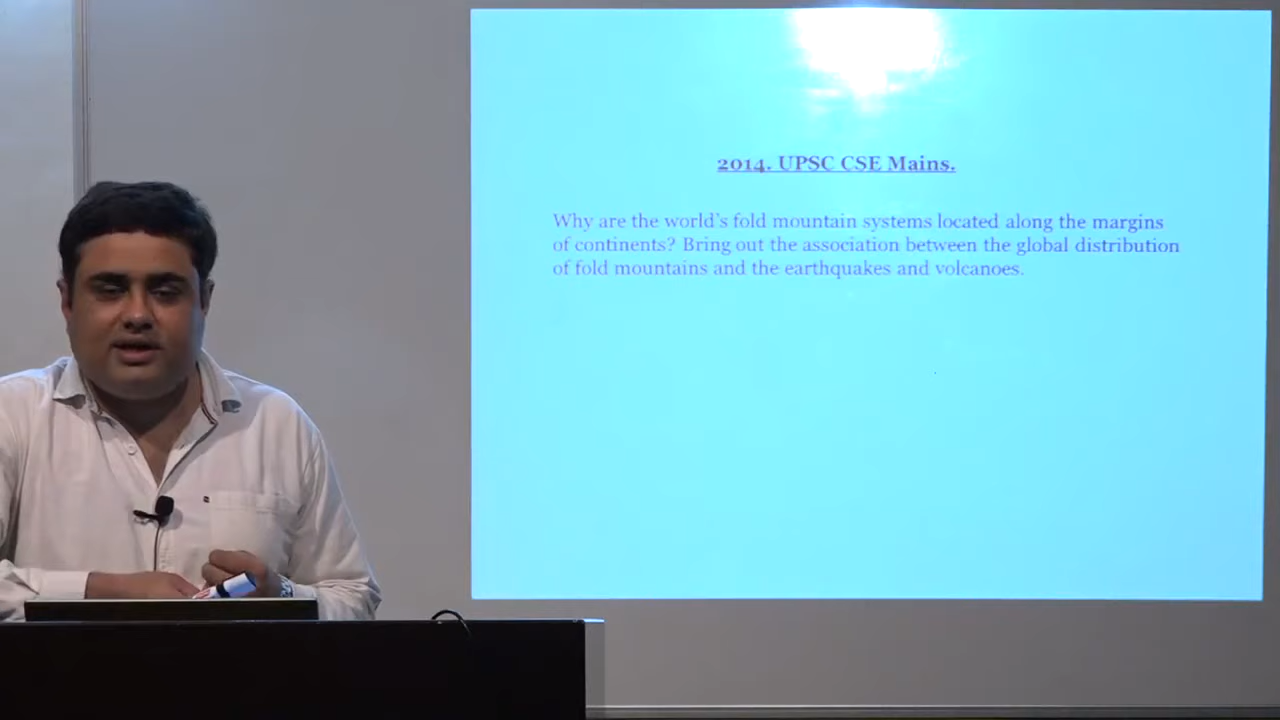 2014. UPSC CSE Mains.
Why are the world's fold mountain systems located along the margins
of continents? Bring out the association between the global distribution
of fold mountains and the earthquakes and volcanoes.